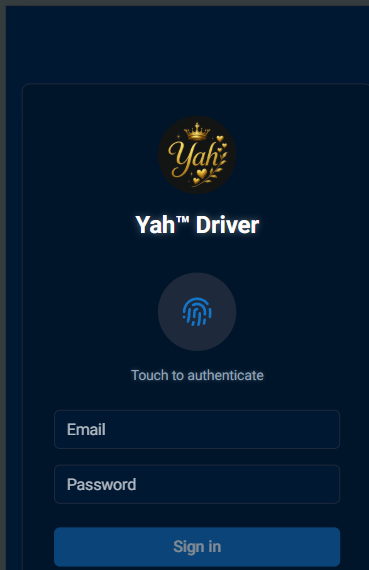 Yah
Yah™ Driver
Touch to authenticate
Email
Password
Sign in